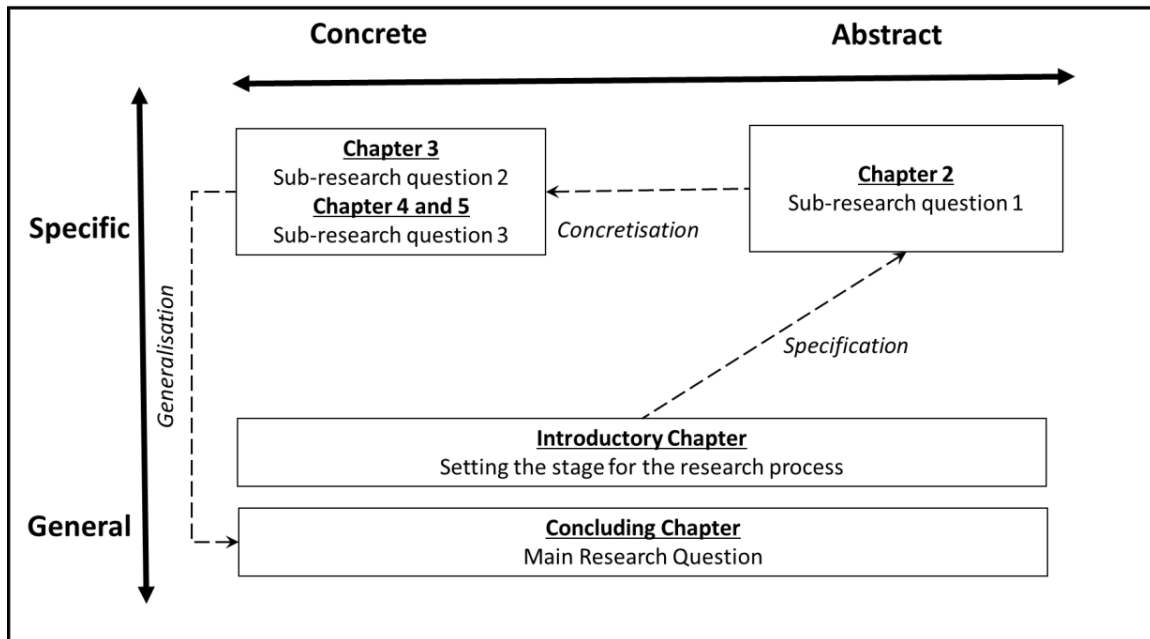 Concrete
Abstract
Chapter 3
Sub-research question 2
Chapter 4 and 5
Sub-research question 3
Chapter 2
Sub-research question 1
Specific
Concretisation
Generalisation
Specification
Introductory Chapter
Setting the stage for the research process
General
Concluding Chapter
Main Research Question